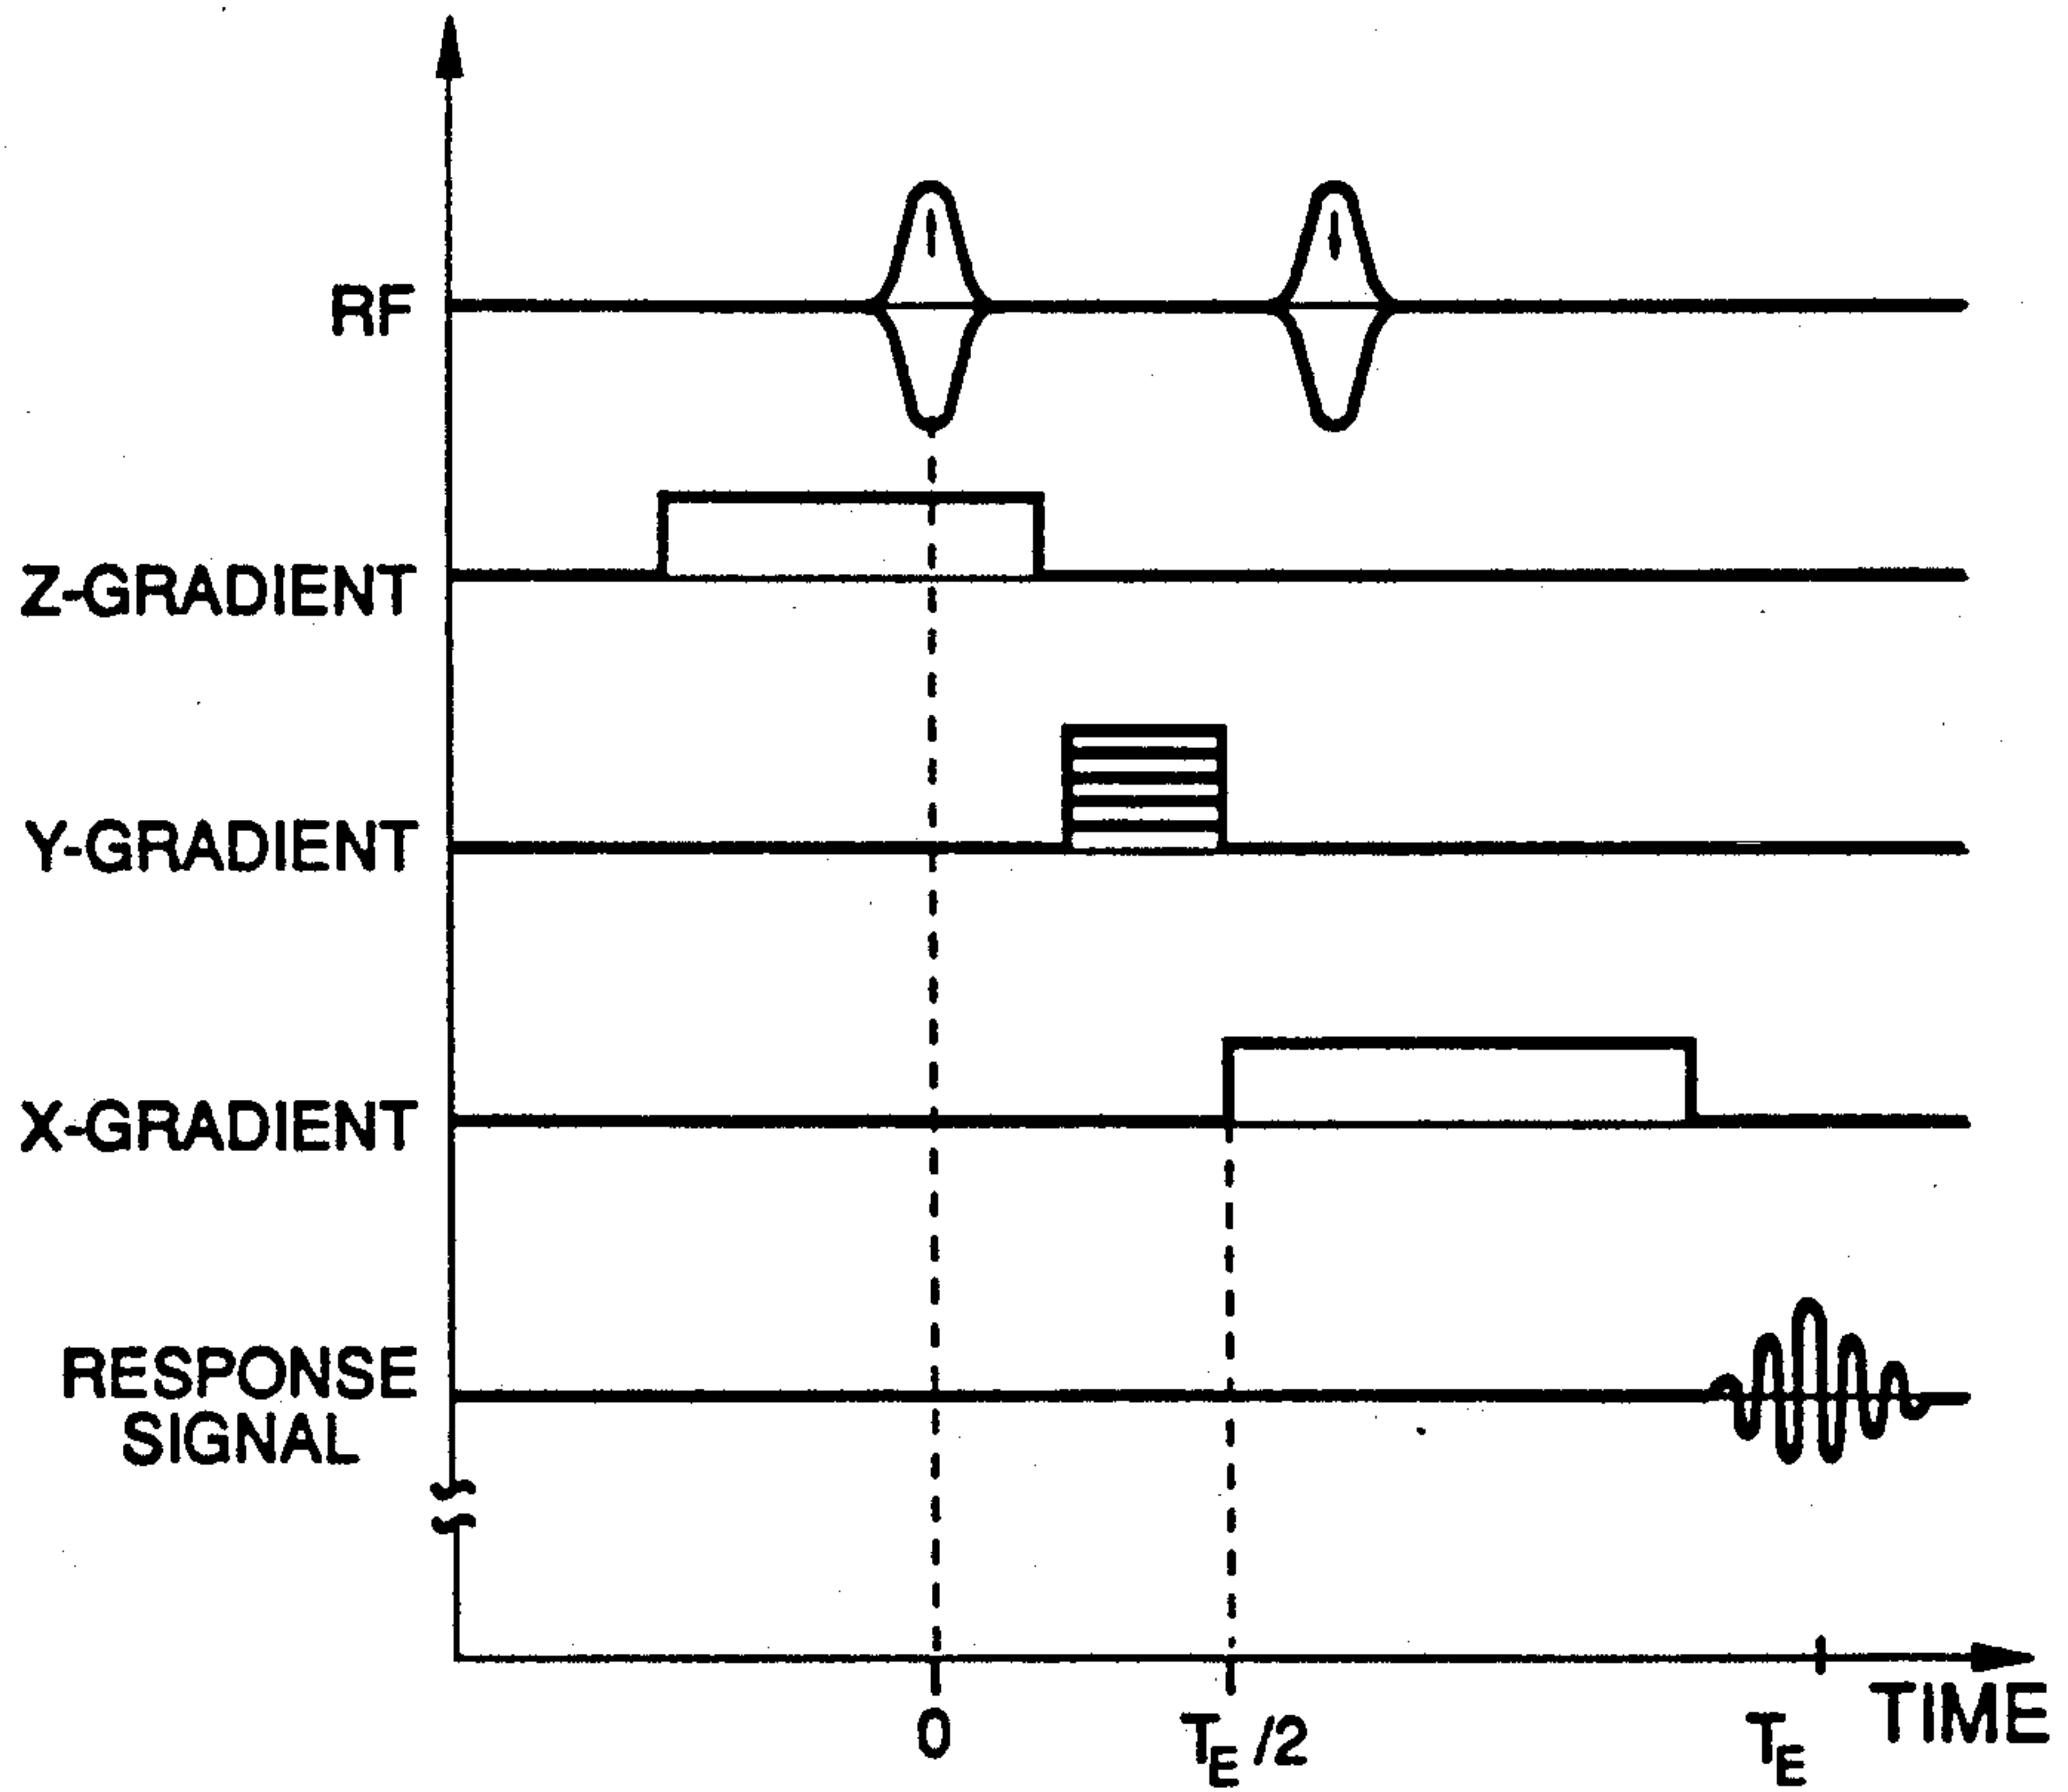 RF
Z-GRADIENT
Y-GRADIENT
X-GRADIENT
RESPONSE
SIGNAL
0
TE/2
TE
TIME